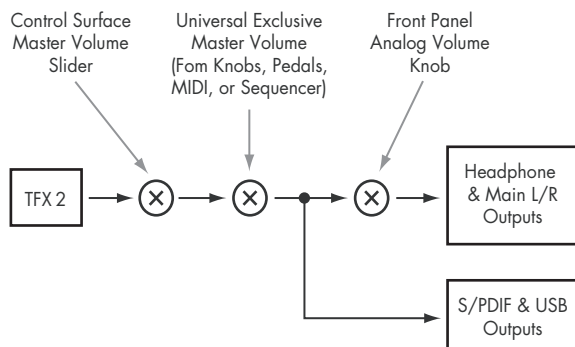 Control Surface
Master Volume
Slider
Universal Exclusive
Master Volume
(Fom Knobs, Pedals,
MIDI, or Sequencer)
Front Panel
Analog Volume
Knob
TFX 2
Headphone
& Main L/R
Outputs
S/PDIF & USB
Outputs